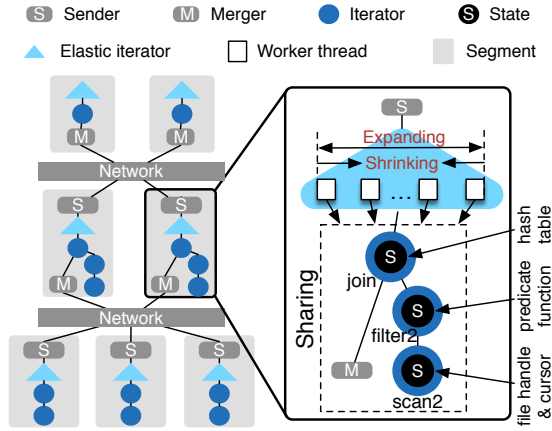 S Sender M Merger Iterator S State
Elastic iterator Worker thread Segment
M M
Network
S S
M M
Network
S S S
S
Expanding
Shrinking
...
Sharing
S
join
S
filter2
M
S
scan2
hash
table
predicate
function
file handle
& cursor